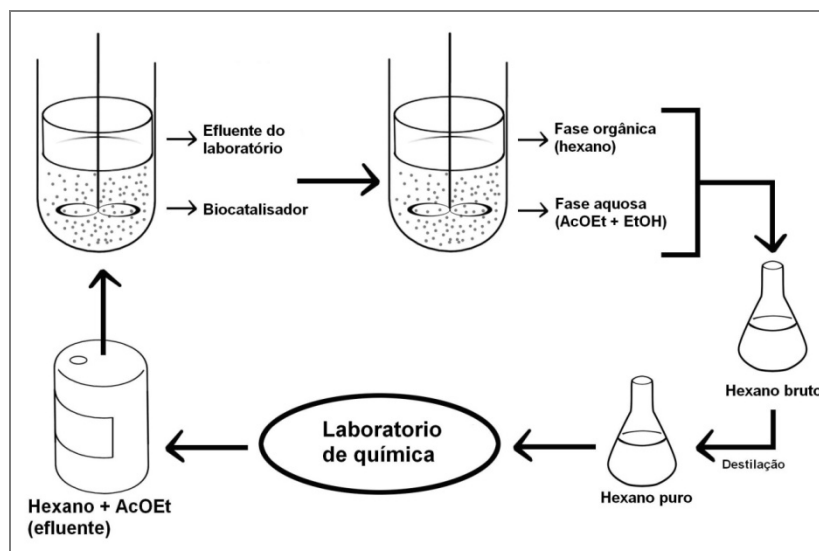 Efluente do
laboratório
Biocatalisador
Fase orgânica
(hexano)
Fase aquosa
(AcOEt + EtOH)
Hexano bruto
Destilação
Hexano puro
Laboratorio
de química
Hexano + AcOEt
(efluente)